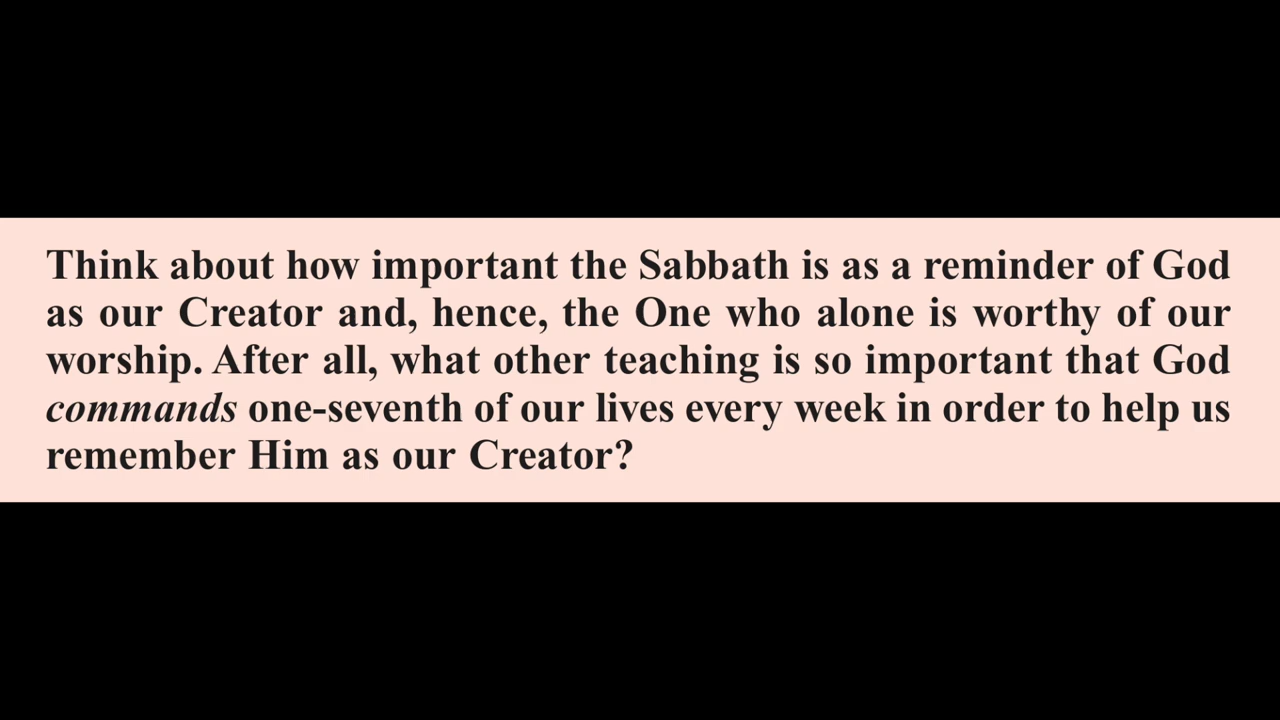 Think about how important the Sabbath is as a reminder of God
as our Creator and, hence, the One who alone is worthy of our
worship. After all, what other teaching is so important that God
commands one-seventh of our lives every week in order to help us
remember Him as our Creator?